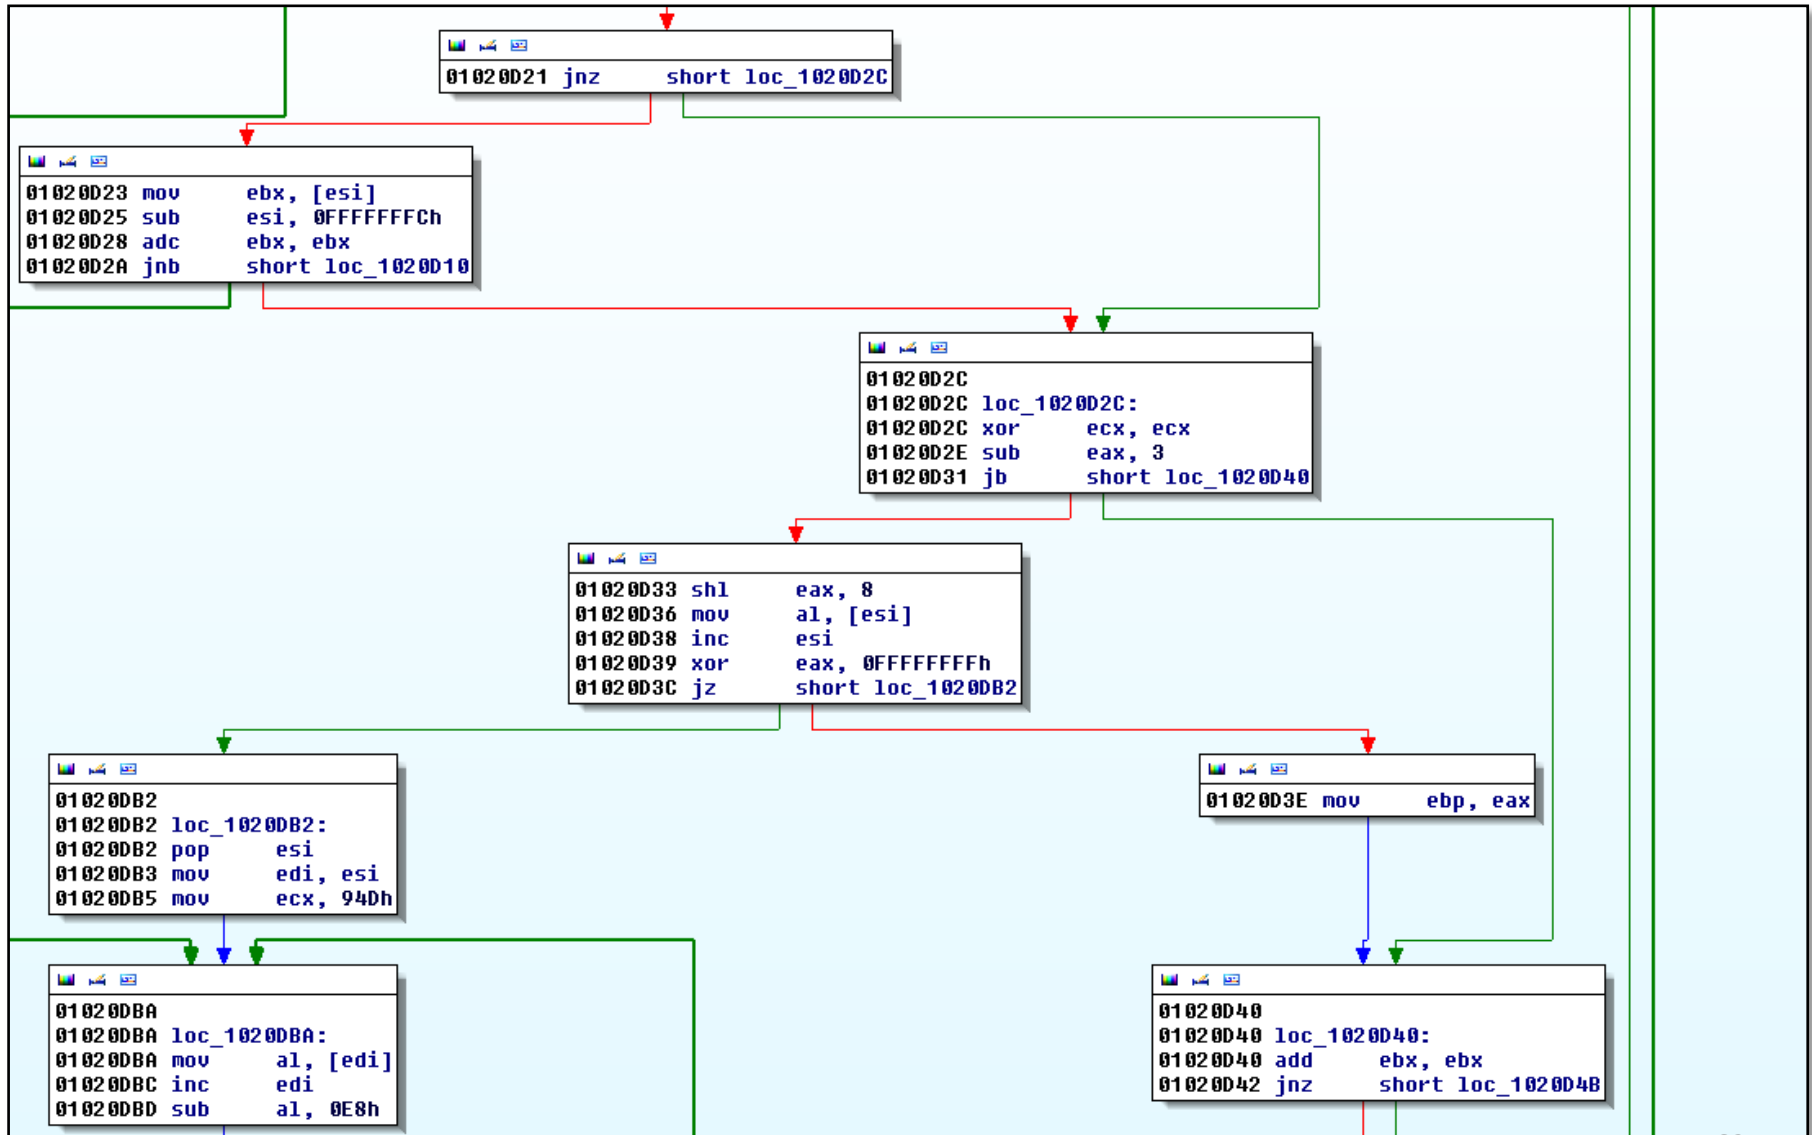 01020D21 jnz short loc_1020D2C
01020D23 mov ebx, [esi]
01020D25 sub esi, 0FFFFFFFCh
01020D28 adc ebx, ebx
01020D2A jnb short loc_1020D10
01020D2C
01020D2C loc_1020D2C:
01020D2C xor ecx, ecx
01020D2E sub eax, 3
01020D31 jb short loc_1020D40
01020D33 shl eax, 8
01020D36 mov al, [esi]
01020D38 inc esi
01020D39 xor eax, 0FFFFFFFFh
01020D3C jz short loc_1020DB2
01020DB2
01020DB2 loc_1020DB2:
01020DB2 pop esi
01020DB3 mov edi, esi
01020DB5 mov ecx, 94Dh
01020D3E mov ebp, eax
01020DBA
01020DBA loc_1020DBA:
01020DBA mov al, [edi]
01020DBC inc edi
01020DBD sub al, 0E8h
01020D40
01020D40 loc_1020D40:
01020D40 add ebx, ebx
01020D42 jnz short loc_1020D4B